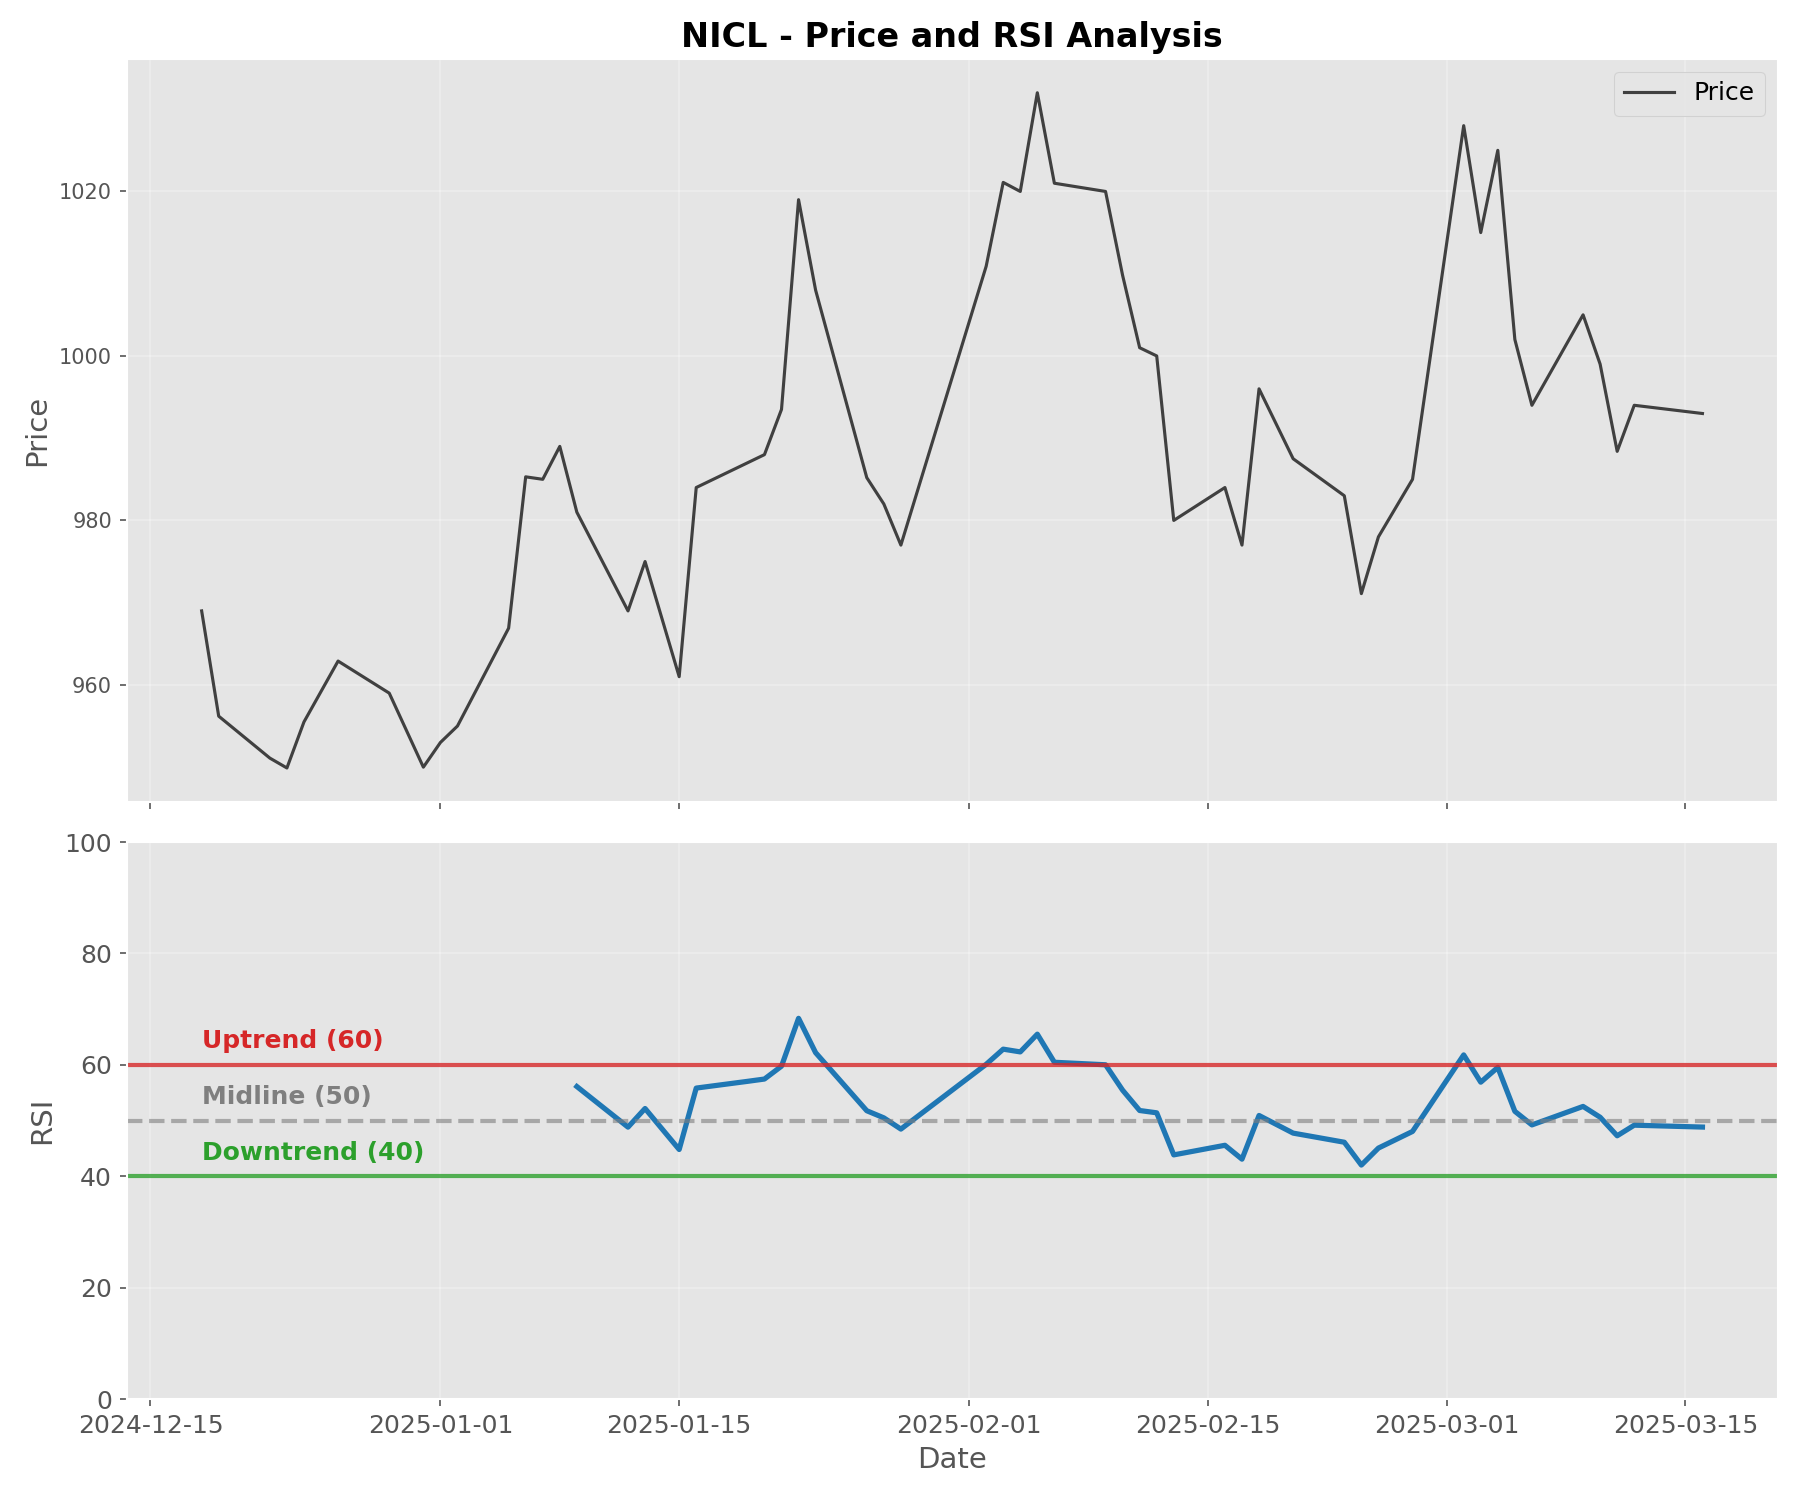 NICL - Price and RSI Analysis
Price
1020
1000
980
960
Price
100
80
60
40
20
0
RSI
Uptrend (60)
Midline (50)
Downtrend (40)
2024-12-15 2025-01-01 2025-01-15 2025-02-01 2025-02-15 2025-03-01 2025-03-15
Date